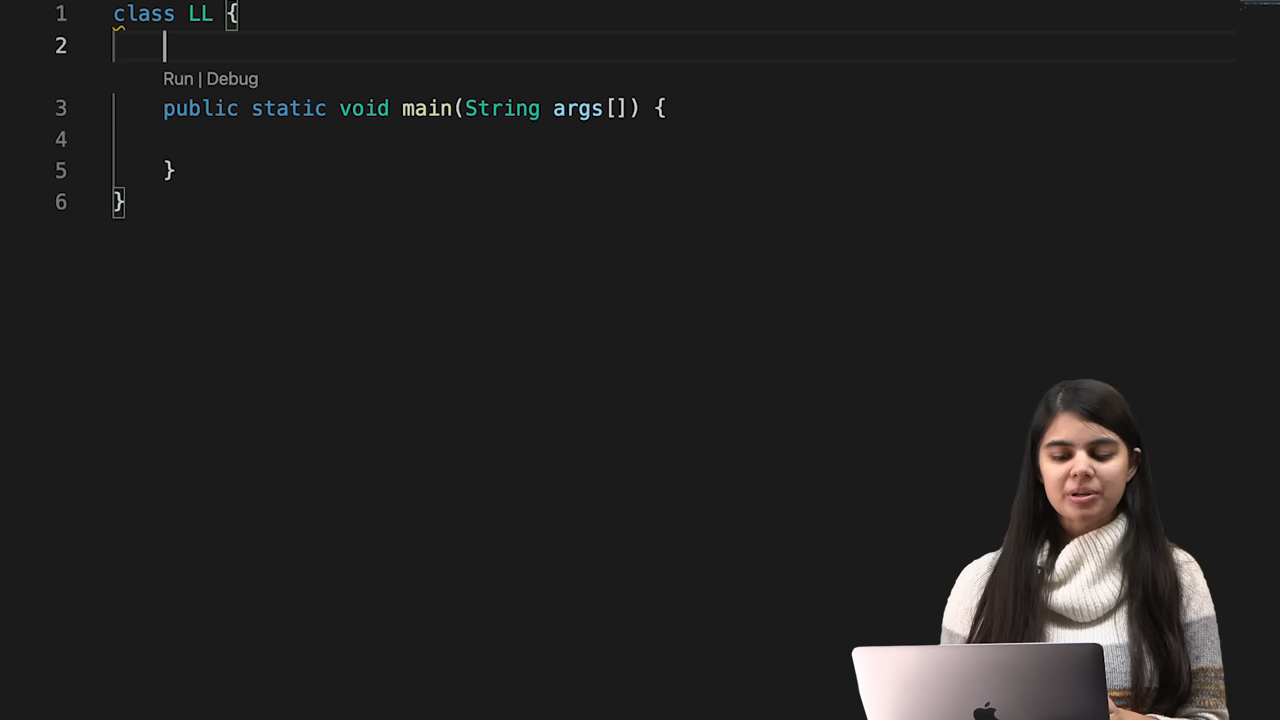 1 class LL {
2
Run | Debug
3 public static void main(String args[]) {
4
5 }
6 }